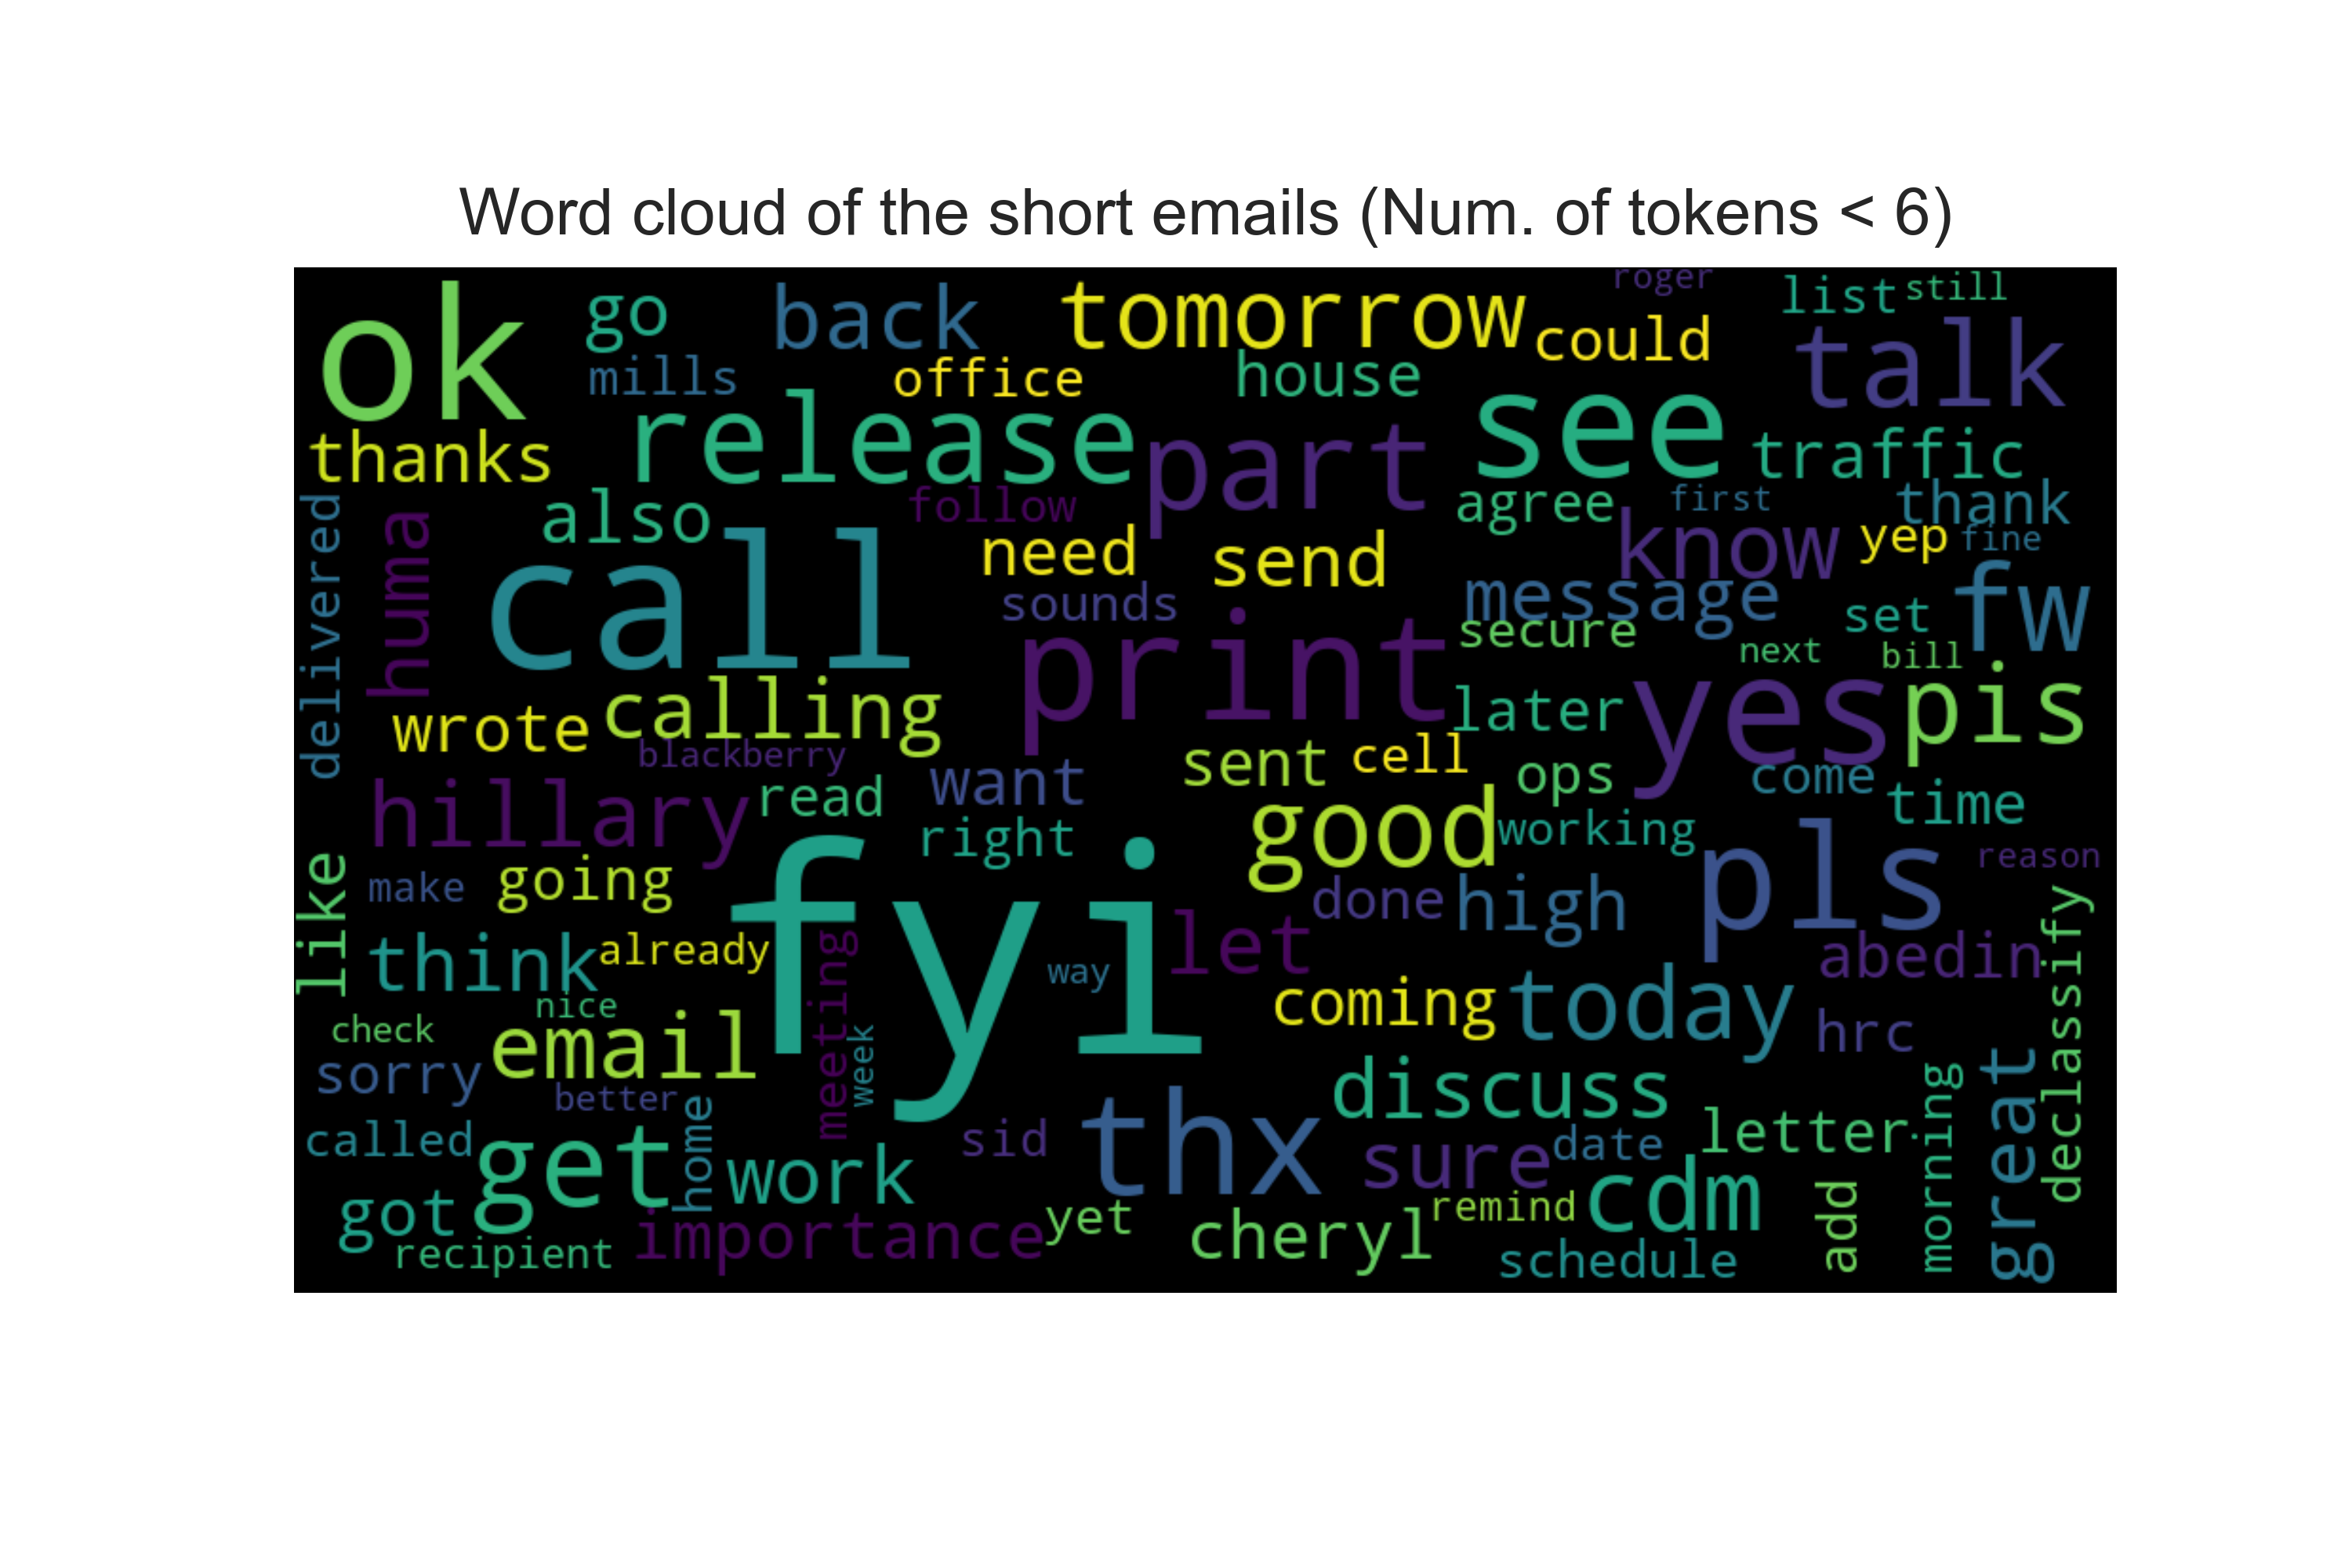 Word cloud of the short emails (Num. of tokens < 6)
roger
ok
go
back
tomorrow
could
list
still
talk
mills
office
house
release
part
see
traffic
thanks
also
follow
agree
first
thank
delivered
huma
call
need
send
know
yep
fine
sounds
message
fw
print
secure
set
next
bill
wrote
calling
later
yes
pis
blackberry
sent
cell
ops
come
hillary
read
want
good
time
right
working
like
make
going
fyi
done
high
pls
reason
think
already
meeting
way
let
abedin
declassify
nice
coming
today
check
email
week
hrc
sorry
better
discuss
great
called
get
home
work
sid
thx
sure
date
letter
morning
got
importance
yet
cheryl
remind
cdm
add
recipient
schedule